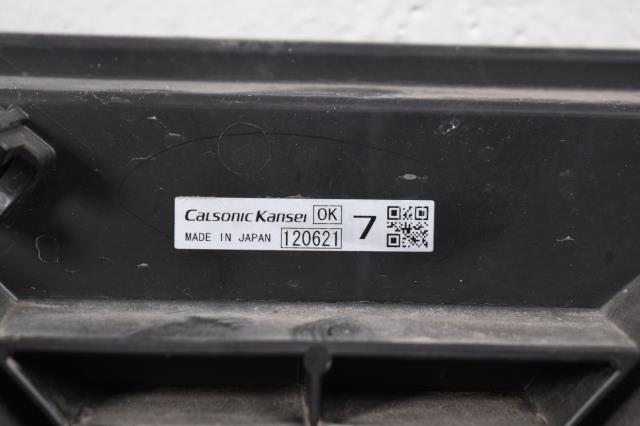 Calsonic Kansei OK 7
MADE IN JAPAN 120621